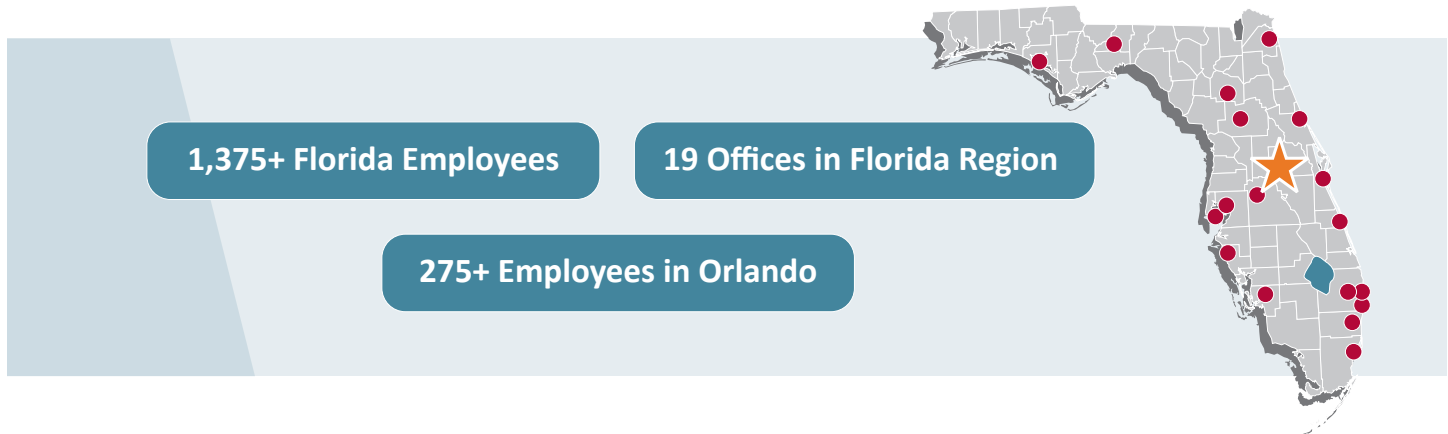 1,375+ Florida Employees
19 Offices in Florida Region
275+ Employees in Orlando